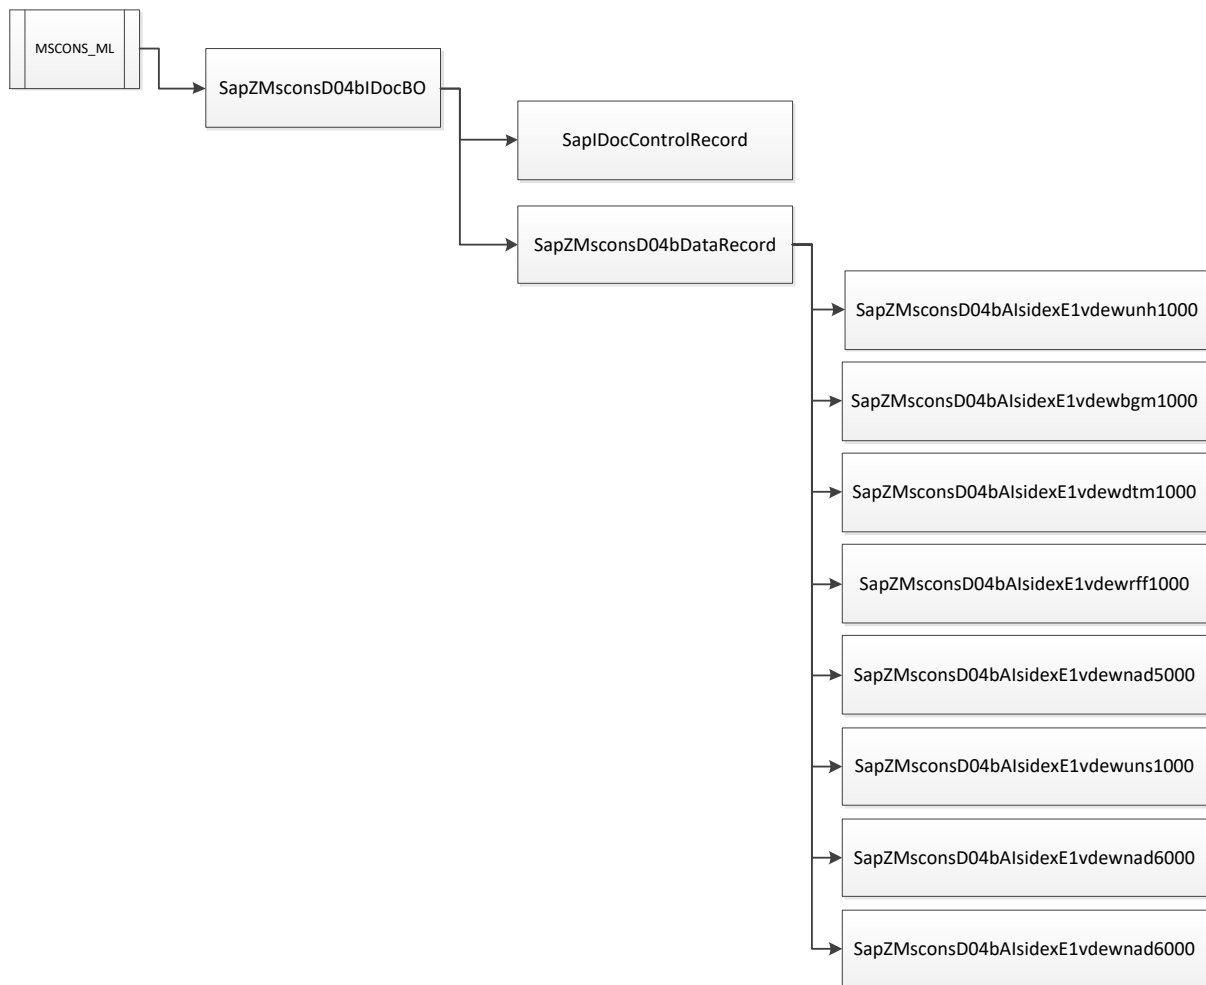 MSCONS_ML
SapZMsconsD04bIDocBO
SapIDocControlRecord
SapZMsconsD04bDataRecord
SapZMsconsD04bAIsidexE1vdewunh1000
SapZMsconsD04bAIsidexE1vdewbgm1000
SapZMsconsD04bAIsidexE1vdewdtm1000
SapZMsconsD04bAIsidexE1vdewrff1000
SapZMsconsD04bAIsidexE1vdewnad5000
SapZMsconsD04bAIsidexE1vdewuns1000
SapZMsconsD04bAIsidexE1vdewnad6000
SapZMsconsD04bAIsidexE1vdewnad6000